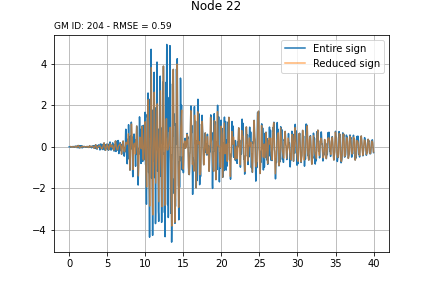 Node 22
GM ID: 204 - RMSE = 0.59
Entire sign
Reduced sign
4
2
0
−2
−4
0 5 10 15 20 25 30 35 40